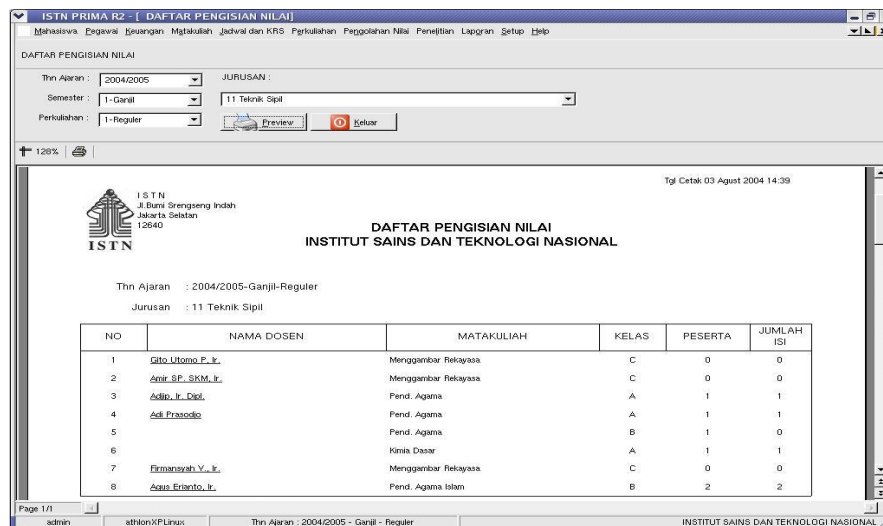 ISTN PRIMA R2 - [  DAFTAR PENGISIAN NILAI]
Mahasiswa Pegawai Keuangan Matakuliah Jadwal dan KRS Perkuliahan Pengolahan Nilai Penelitian Laporan Setup Help
DAFTAR PENGISIAN NILAI
Thn Ajaran : 2004/2005 JURUSAN :
Semester : 1-Ganjil 11 Teknik Sipil
Perkuliahan : 1-Reguler Preview Keluar
128%
Tgl Cetak 03 Agust 2004 14:39
I S T N
Jl.Bumi Srengseng Indah
Jakarta Selatan
12640
ISTN
DAFTAR PENGISIAN NILAI
INSTITUT SAINS DAN TEKNOLOGI NASIONAL
Thn Ajaran : 2004/2005-Ganjil-Reguler
Jurusan : 11 Teknik Sipil
NO NAMA DOSEN MATAKULIAH KELAS PESERTA JUMLAH ISI
1 Gito Utomo P, Ir. Menggambar Rekayasa C 0 0
2 Amir SP. SKM, Ir. Menggambar Rekayasa C 0 0
3 Adjip, Ir. Dipl. Pend. Agama A 1 1
4 Adi Prasodjo Pend. Agama A 1 1
5 Pend. Agama B 1 0
6 Kimia Dasar A 1 1
7 Firmansyah Y., Ir. Menggambar Rekayasa C 0 0
8 Agus Erianto, Ir. Pend. Agama Islam B 2 2
Page 1/1
admin athlonXPLinux Thn Ajaran : 2004/2005 - Ganjil - Reguler INSTITUT SAINS DAN TEKNOLOGI NASIONAL